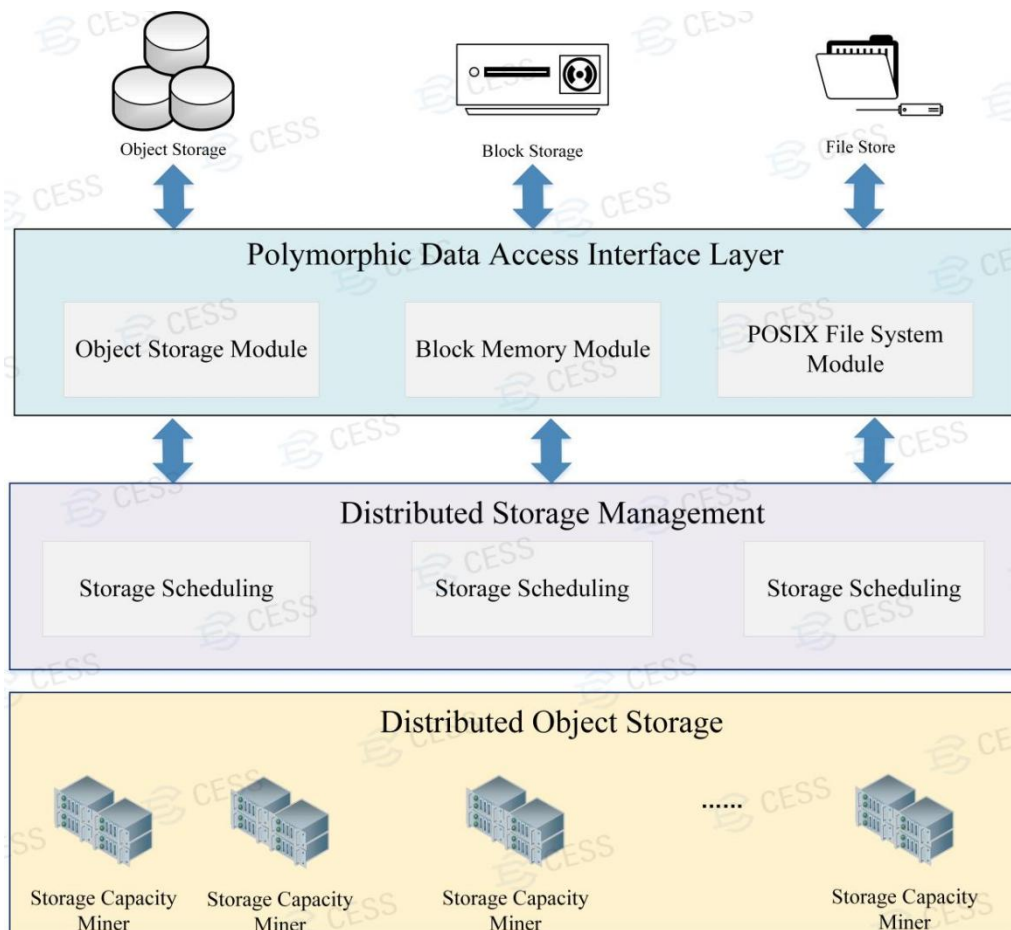 CESS
Object Storage
Block Storage
File Store
Polymorphic Data Access Interface Layer
Object Storage Module
Block Memory Module
POSIX File System
Module
Distributed Storage Management
Storage Scheduling
Storage Scheduling
Storage Scheduling
Distributed Object Storage
......
Storage Capacity
Miner
Storage Capacity
Miner
Storage Capacity
Miner
Storage Capacity
Miner